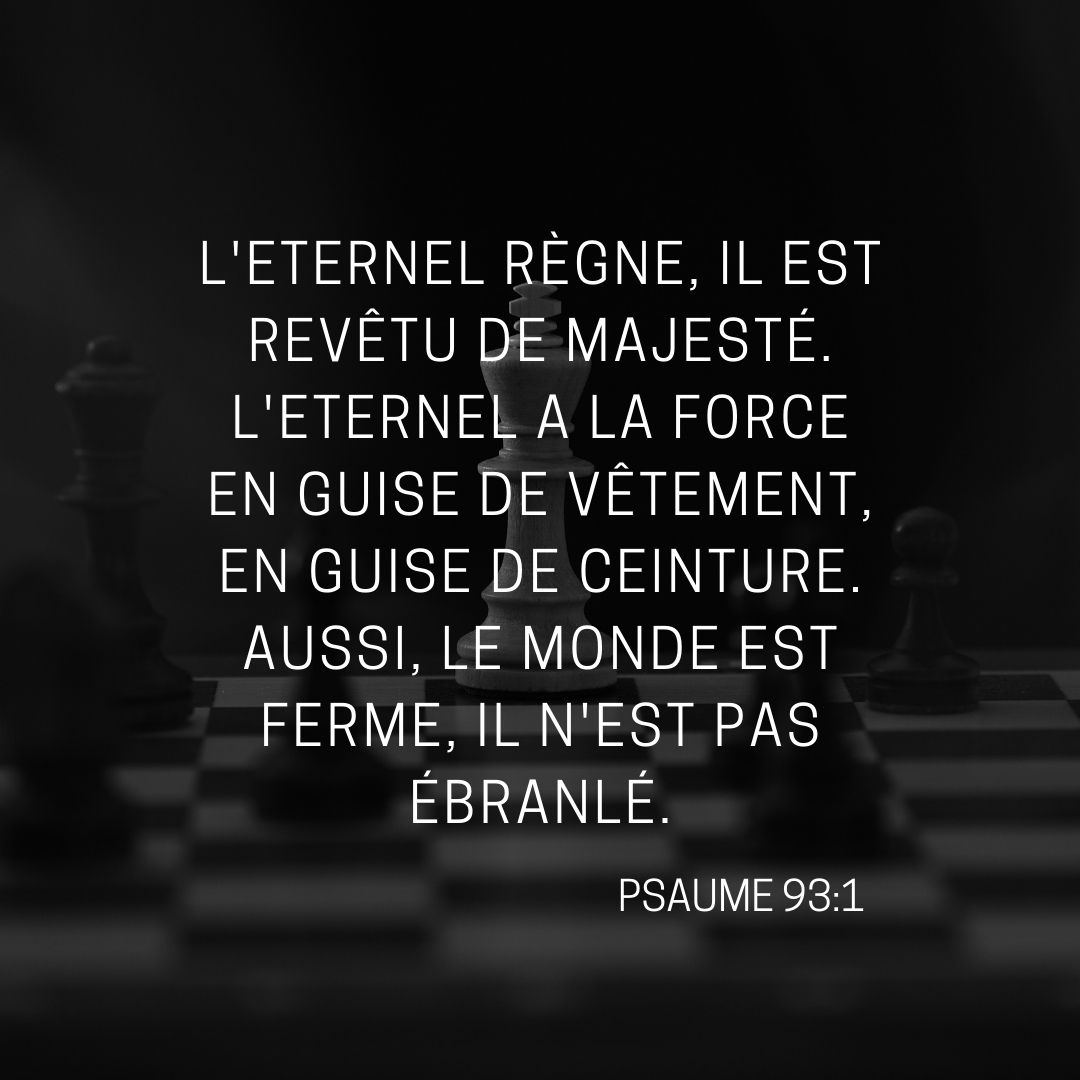 L'ETERNEL RÈGNE, IL EST
REVÊTU DE MAJESTÉ.
L'ETERNEL A LA FORCE
EN GUISE DE VÊTEMENT,
EN GUISE DE CEINTURE.
AUSSI, LE MONDE EST
FERME, IL N'EST PAS
ÉBRANLÉ.
PSAUME 93:1